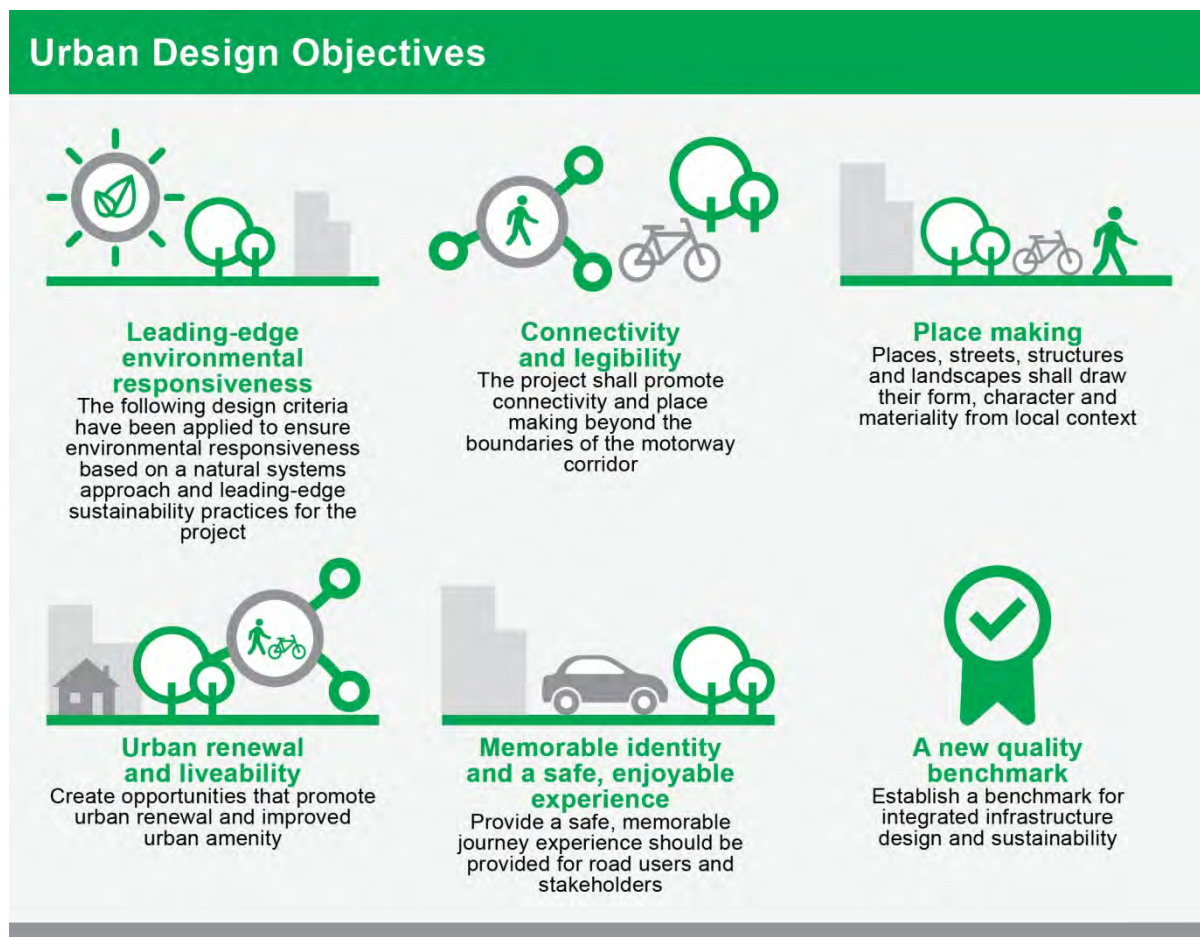 Urban Design Objectives
Leading-edge
environmental
responsiveness
The following design criteria
have been applied to ensure
environmental responsiveness
based on a natural systems
approach and leading-edge
sustainability practices for the
project
Connectivity
and legibility
The project shall promote
connectivity and place
making beyond the
boundaries of the motorway
corridor
Place making
Places, streets, structures
and landscapes shall draw
their form, character and
materiality from local context
Urban renewal
and liveability
Create opportunities that promote
urban renewal and improved
urban amenity
Memorable identity
and a safe, enjoyable
experience
Provide a safe, memorable
journey experience should be
provided for road users and
stakeholders
A new quality
benchmark
Establish a benchmark for
integrated infrastructure
design and sustainability